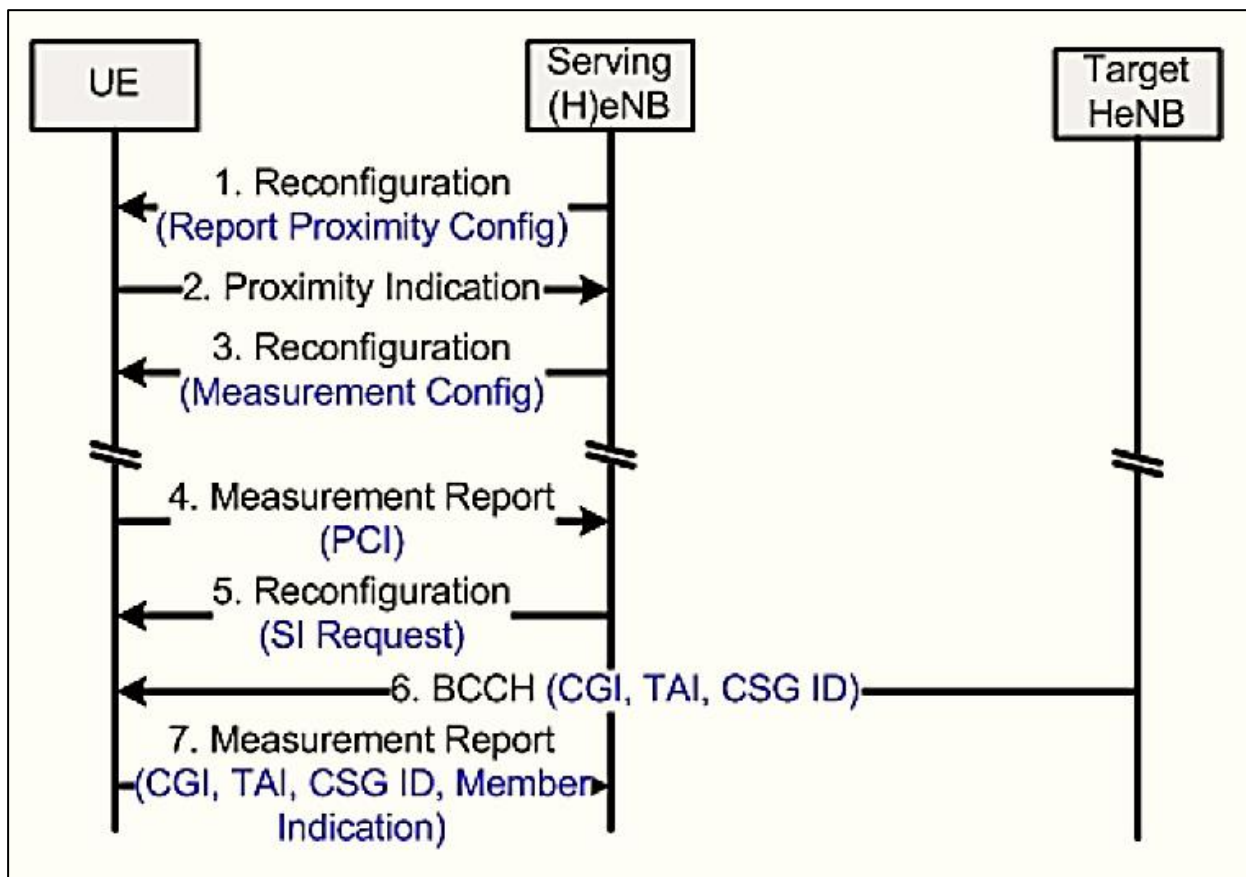 UE
Serving
(H)eNB
Target
HeNB
1. Reconfiguration
(Report Proximity Config)
2. Proximity Indication
3. Reconfiguration
(Measurement Config)
4. Measurement Report
(PCI)
5. Reconfiguration
(SI Request)
6. BCCH (CGI, TAI, CSG ID)
7. Measurement Report
(CGI, TAI, CSG ID, Member
Indication)